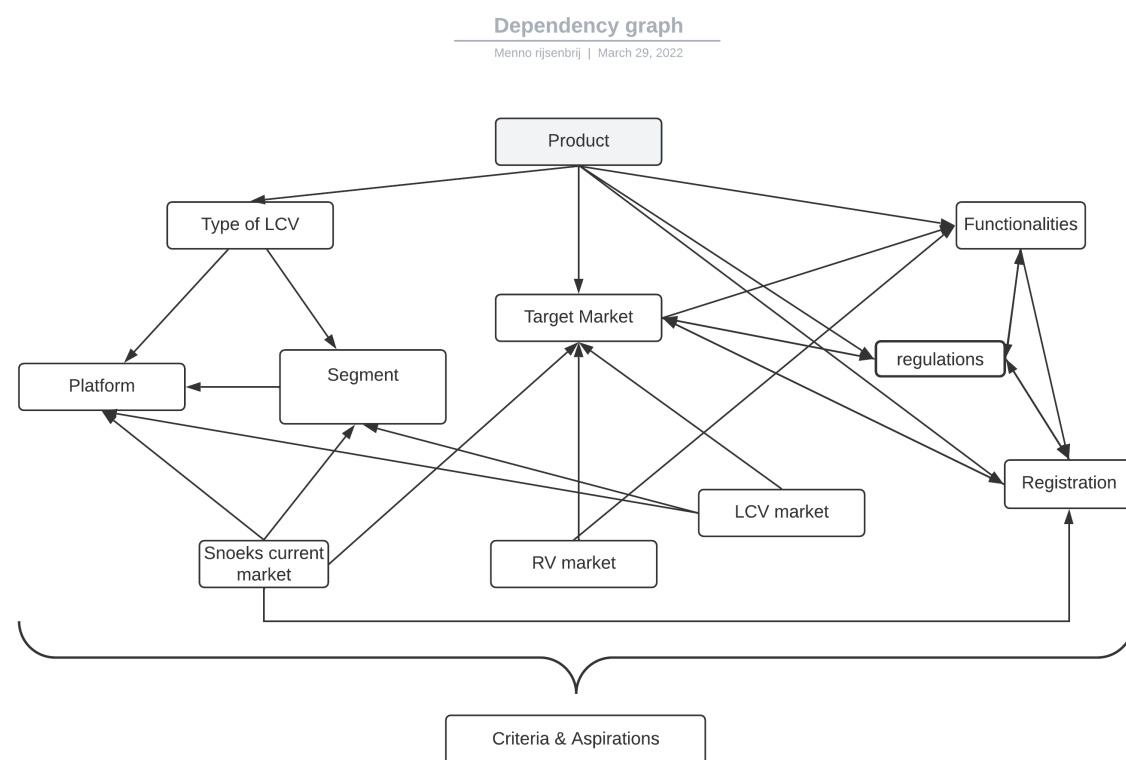 Dependency graph
Menno rijsenbrij | March 29, 2022
Product
Type of LCV
Functionalities
Target Market
regulations
Platform
Segment
Registration
LCV market
Snoeks current
market
RV market
Criteria & Aspirations